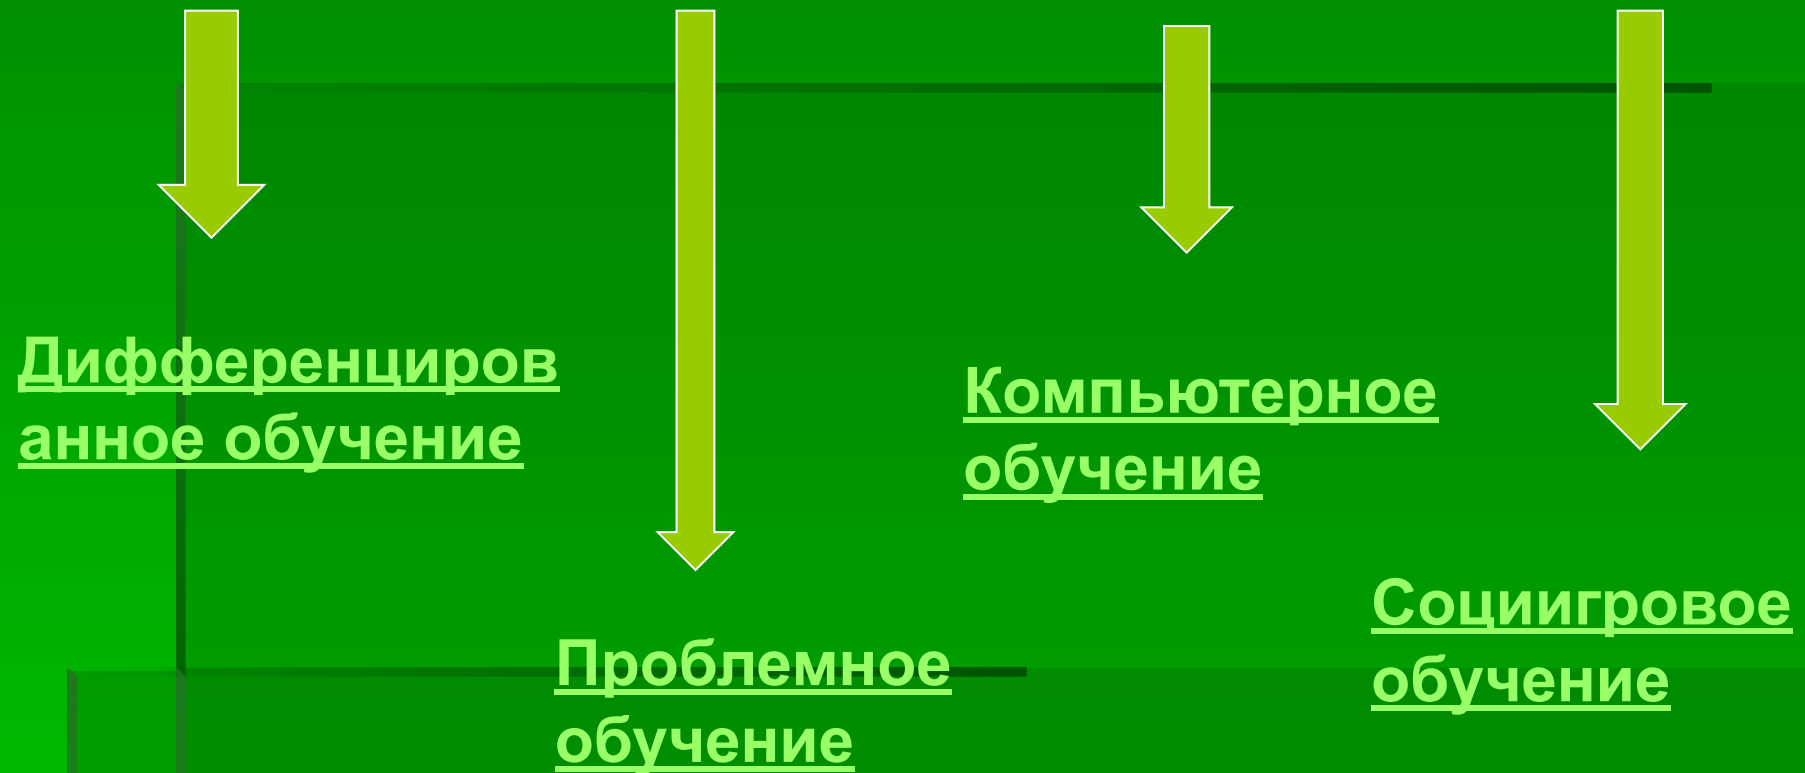 Дифференциров
анное обучение
Проблемное
обучение
Компьютерное
обучение
Социигровое
обучение